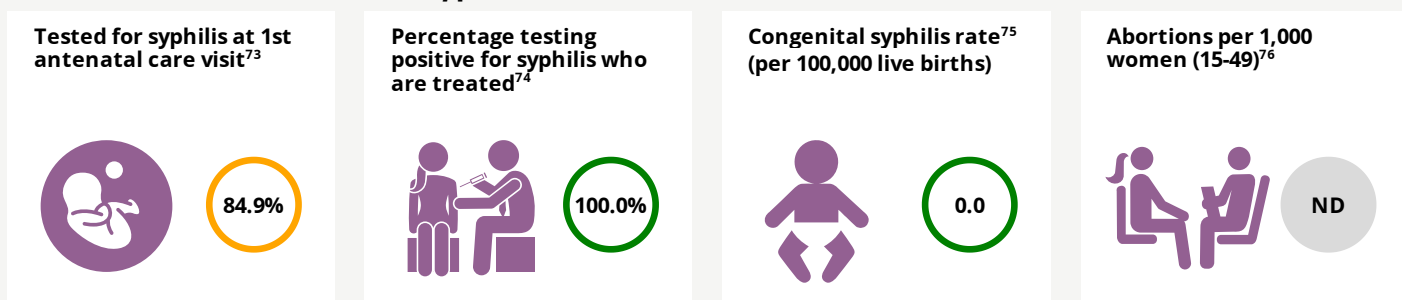 Tested for syphilis at 1st
antenatal care visit73
84.9%
Percentage testing
positive for syphilis who
are treated74
100.0%
Congenital syphilis rate75
(per 100,000 live births)
0.0
Abortions per 1,000
women (15-49)76
ND